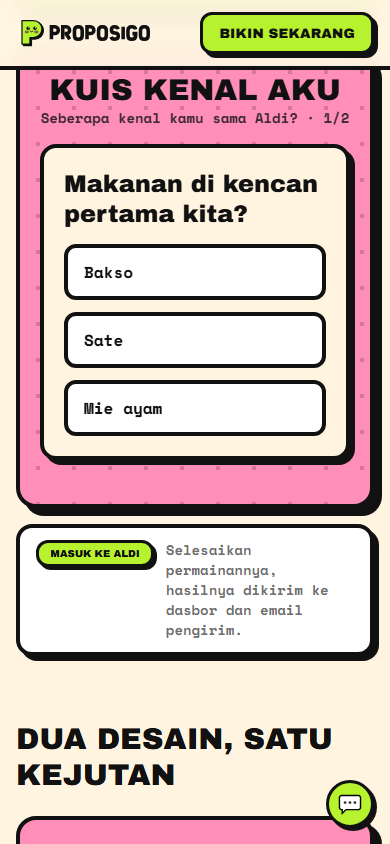 PROPOSIGO
BIKIN SEKARANG
KUIS KENAL AKU
Seberapa kenal kamu sama Aldi? · 1/2
Makanan di kencan
pertama kita?
Bakso
Sate
Mie ayam
MASUK KE ALDI
Selesaikan
permainannya,
hasilnya dikirim ke
dasbor dan email
pengirim.
DUA DESAIN, SATU
KEJUTAN